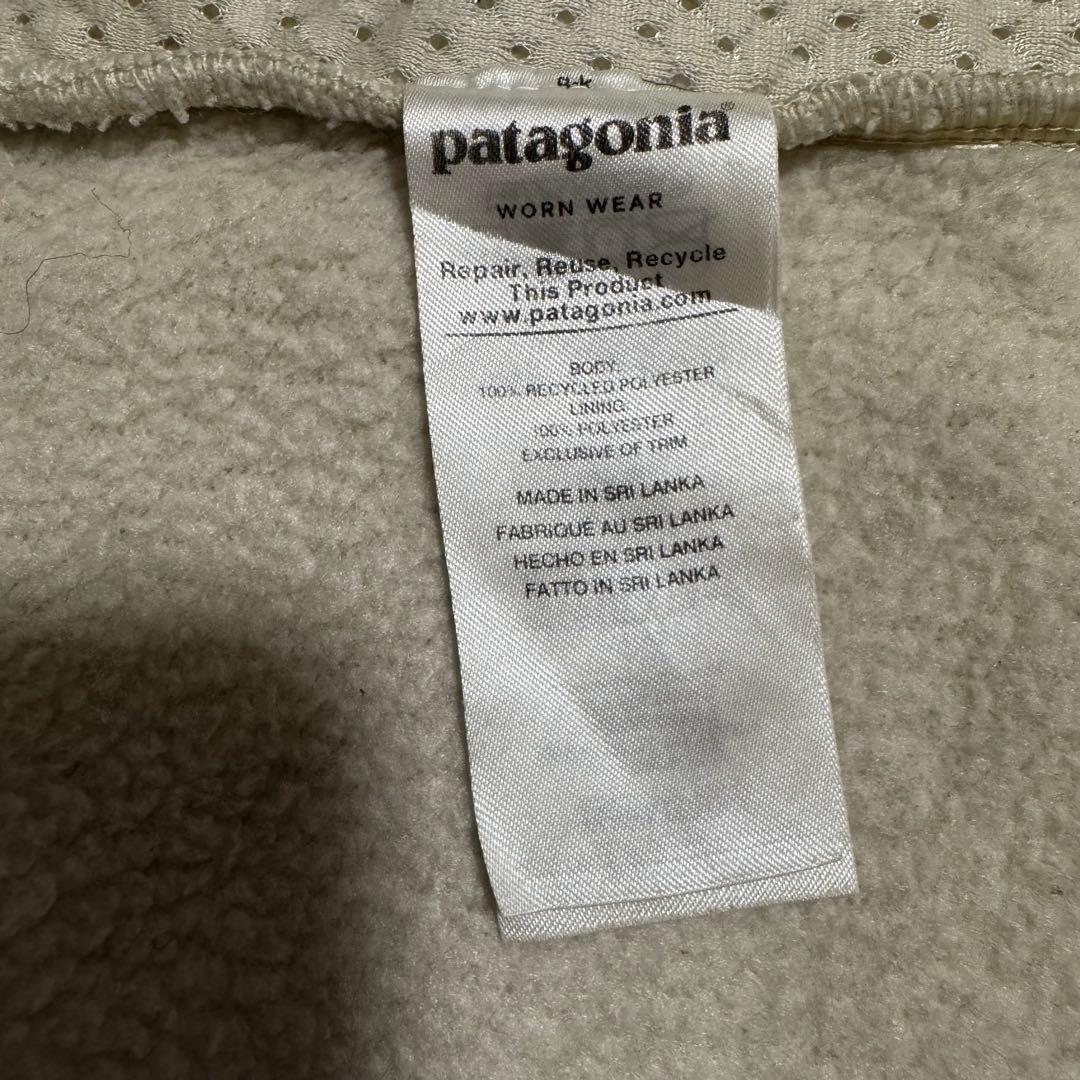 patagonia®
WORN WEAR
Repair, Reuse, Recycle
This Product
www.patagonia.com
BODY:
100% RECYCLED POLYESTER
LINING:
100% POLYESTER
EXCLUSIVE OF TRIM
MADE IN SRI LANKA
FABRIQUE AU SRI LANKA
HECHO EN SRI LANKA
FATTO IN SRI LANKA